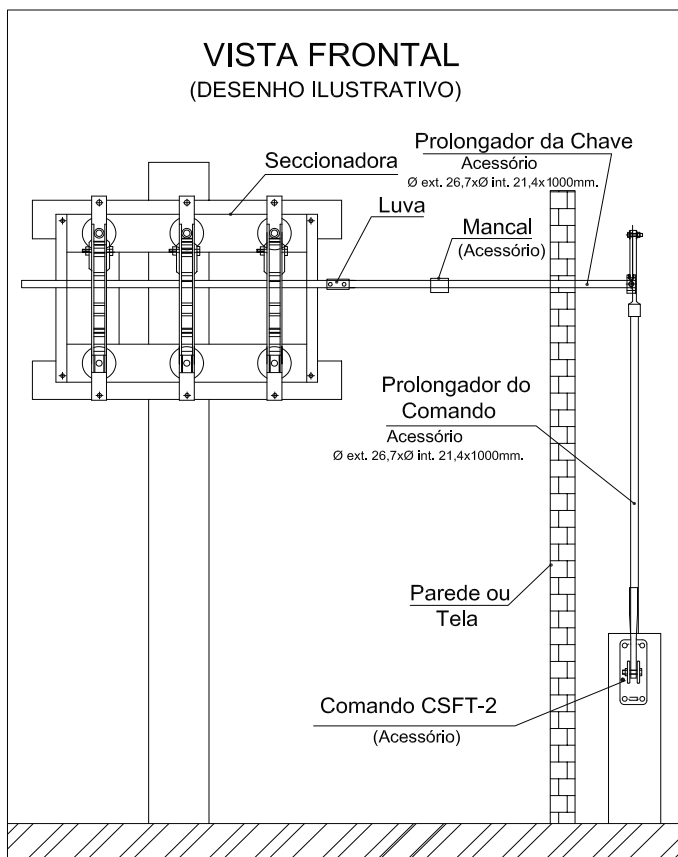 VISTA FRONTAL
(DESENHO ILUSTRATIVO)
Prolongador da Chave
Acessório
Ø ext. 26,7xØ int. 21,4x1000mm.
Seccionadora
Luva
Mancal
(Acessório)
Prolongador do
Comando
Acessório
Ø ext. 26,7xØ int. 21,4x1000mm.
Parede ou
Tela
Comando CSFT-2
(Acessório)